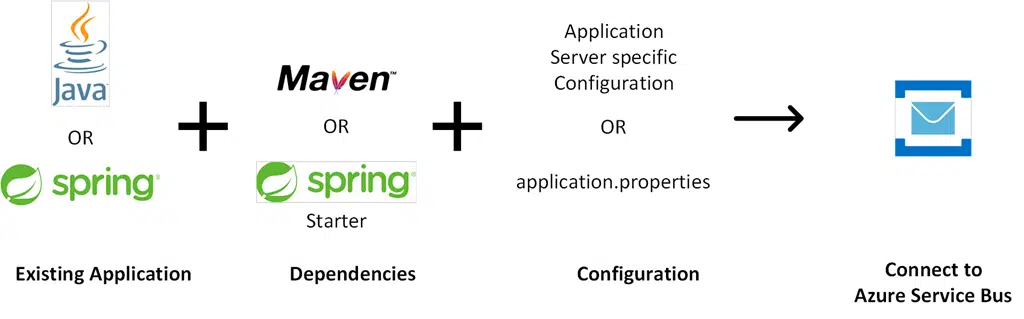 Java
OR
spring
Existing Application
Maven™
OR
spring
Starter
Dependencies
Application
Server specific
Configuration
OR
application.properties
Configuration
Connect to
Azure Service Bus